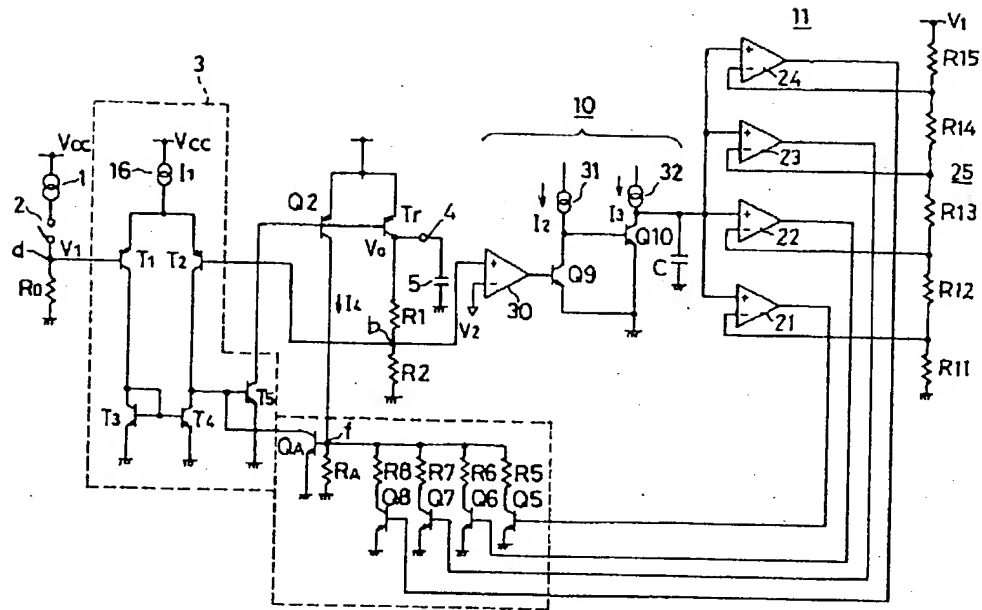 11
V1
R15
+
-
24
3
R14
10
+
-
23
VCC
VCC
25
1
16
I1
31
32
R13
2
Q2
Tr
4
I2
I3
+
-
22
d
V1
T1
T2
Va
Q10
R0
5
+
-
30
Q9
C
R12
I4
R1
V2
+
-
21
b
R2
R11
T3
T4
T5
QA
f
RA
R8
R7
R6
R5
Q8
Q7
Q6
Q5